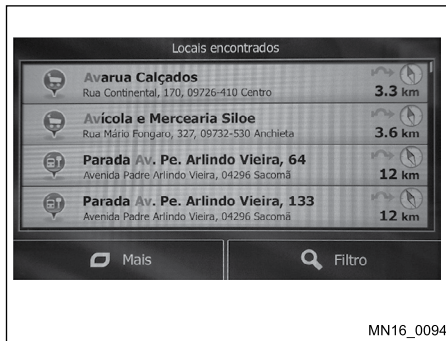 Locais encontrados
Avarua Calçados
Rua Continental, 170, 09726-410 Centro
3.3 km
Avícola e Mercearia Siloe
Rua Mário Fongaro, 327, 09732-530 Anchieta
3.6 km
Parada Av. Pe. Arlindo Vieira, 64
Avenida Padre Arlindo Vieira, 04296 Sacomã
12 km
Parada Av. Pe. Arlindo Vieira, 133
Avenida Padre Arlindo Vieira, 04296 Sacomã
12 km
Mais
Filtro
MN16_0094